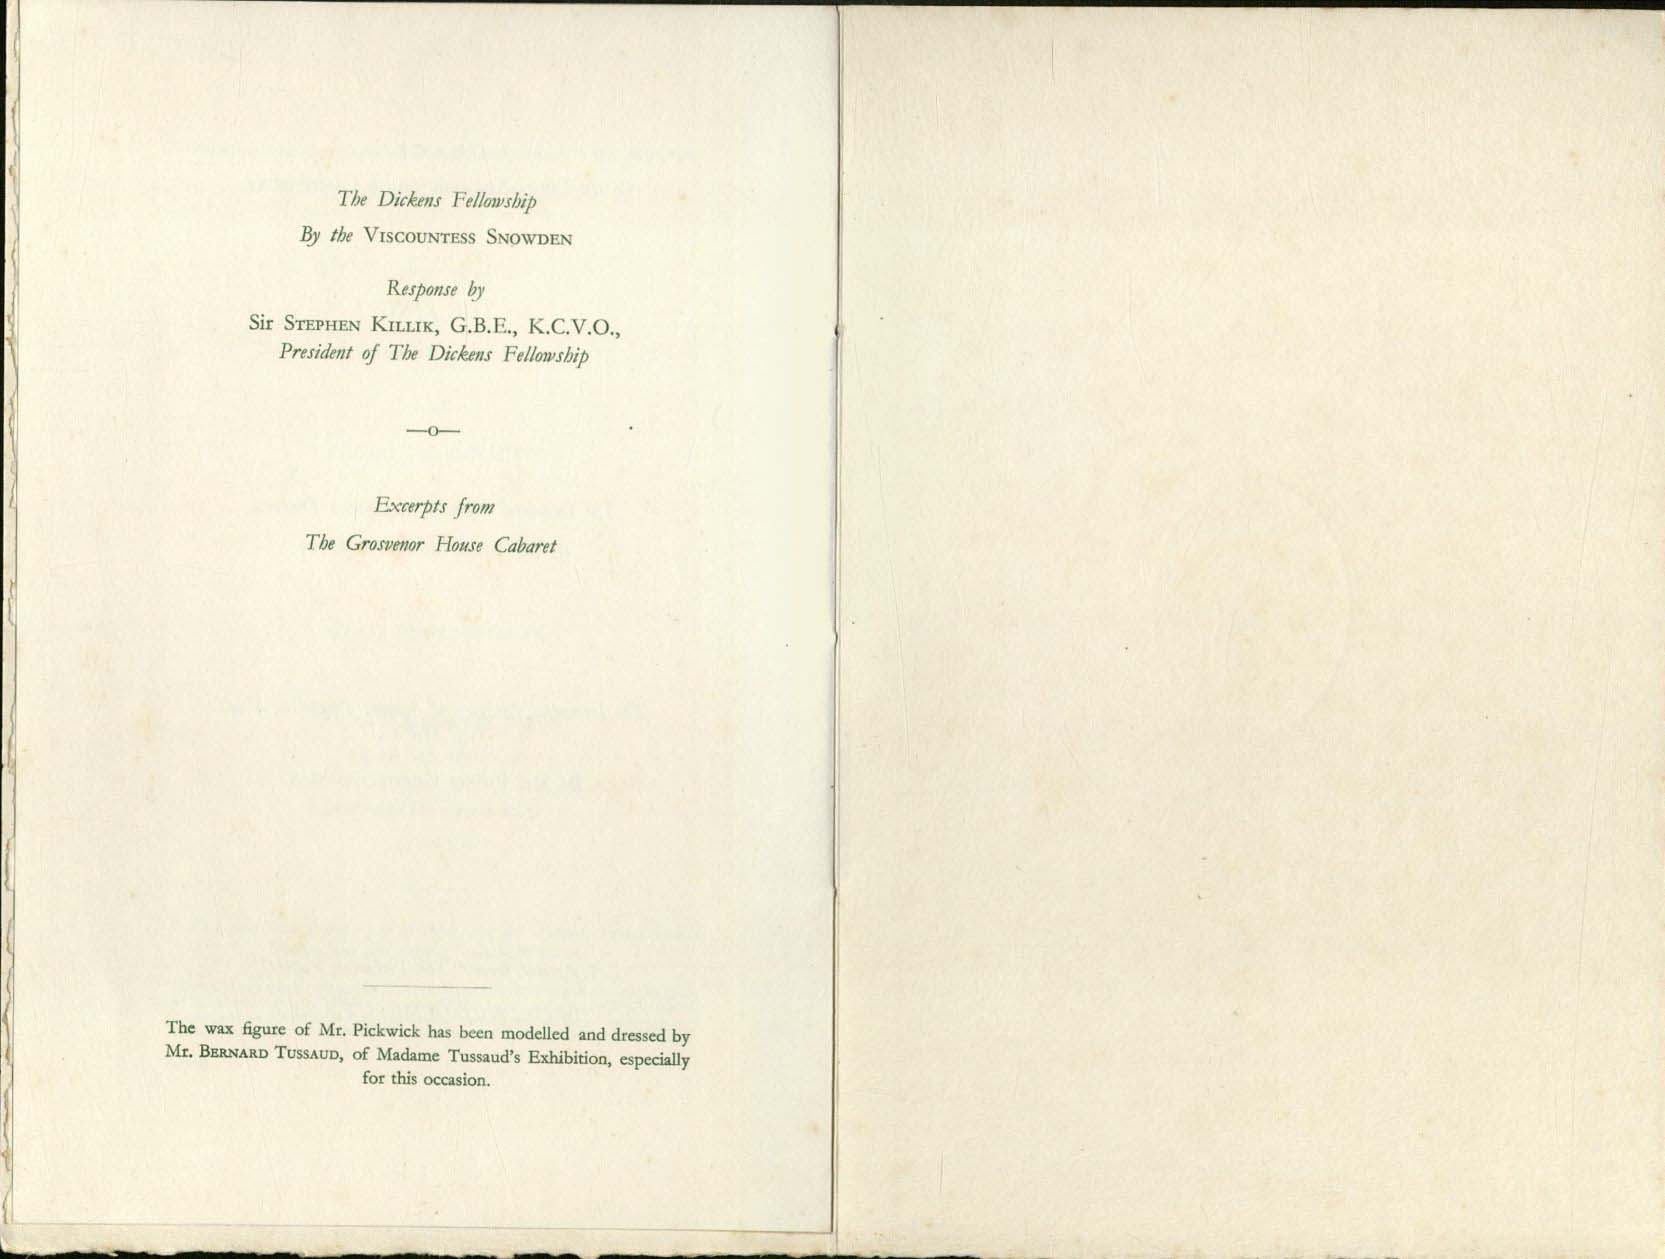 The Dickens Fellowship
By the VISCOUNTESS SNOWDEN
Response by
Sir STEPHEN KILLIK, G.B.E., K.C.V.O.,
President of The Dickens Fellowship
—o—
Excerpts from
The Grosvenor House Cabaret
The wax figure of Mr. Pickwick has been modelled and dressed by
Mr. BERNARD TUSSAUD, of Madame Tussaud's Exhibition, especially
for this occasion.